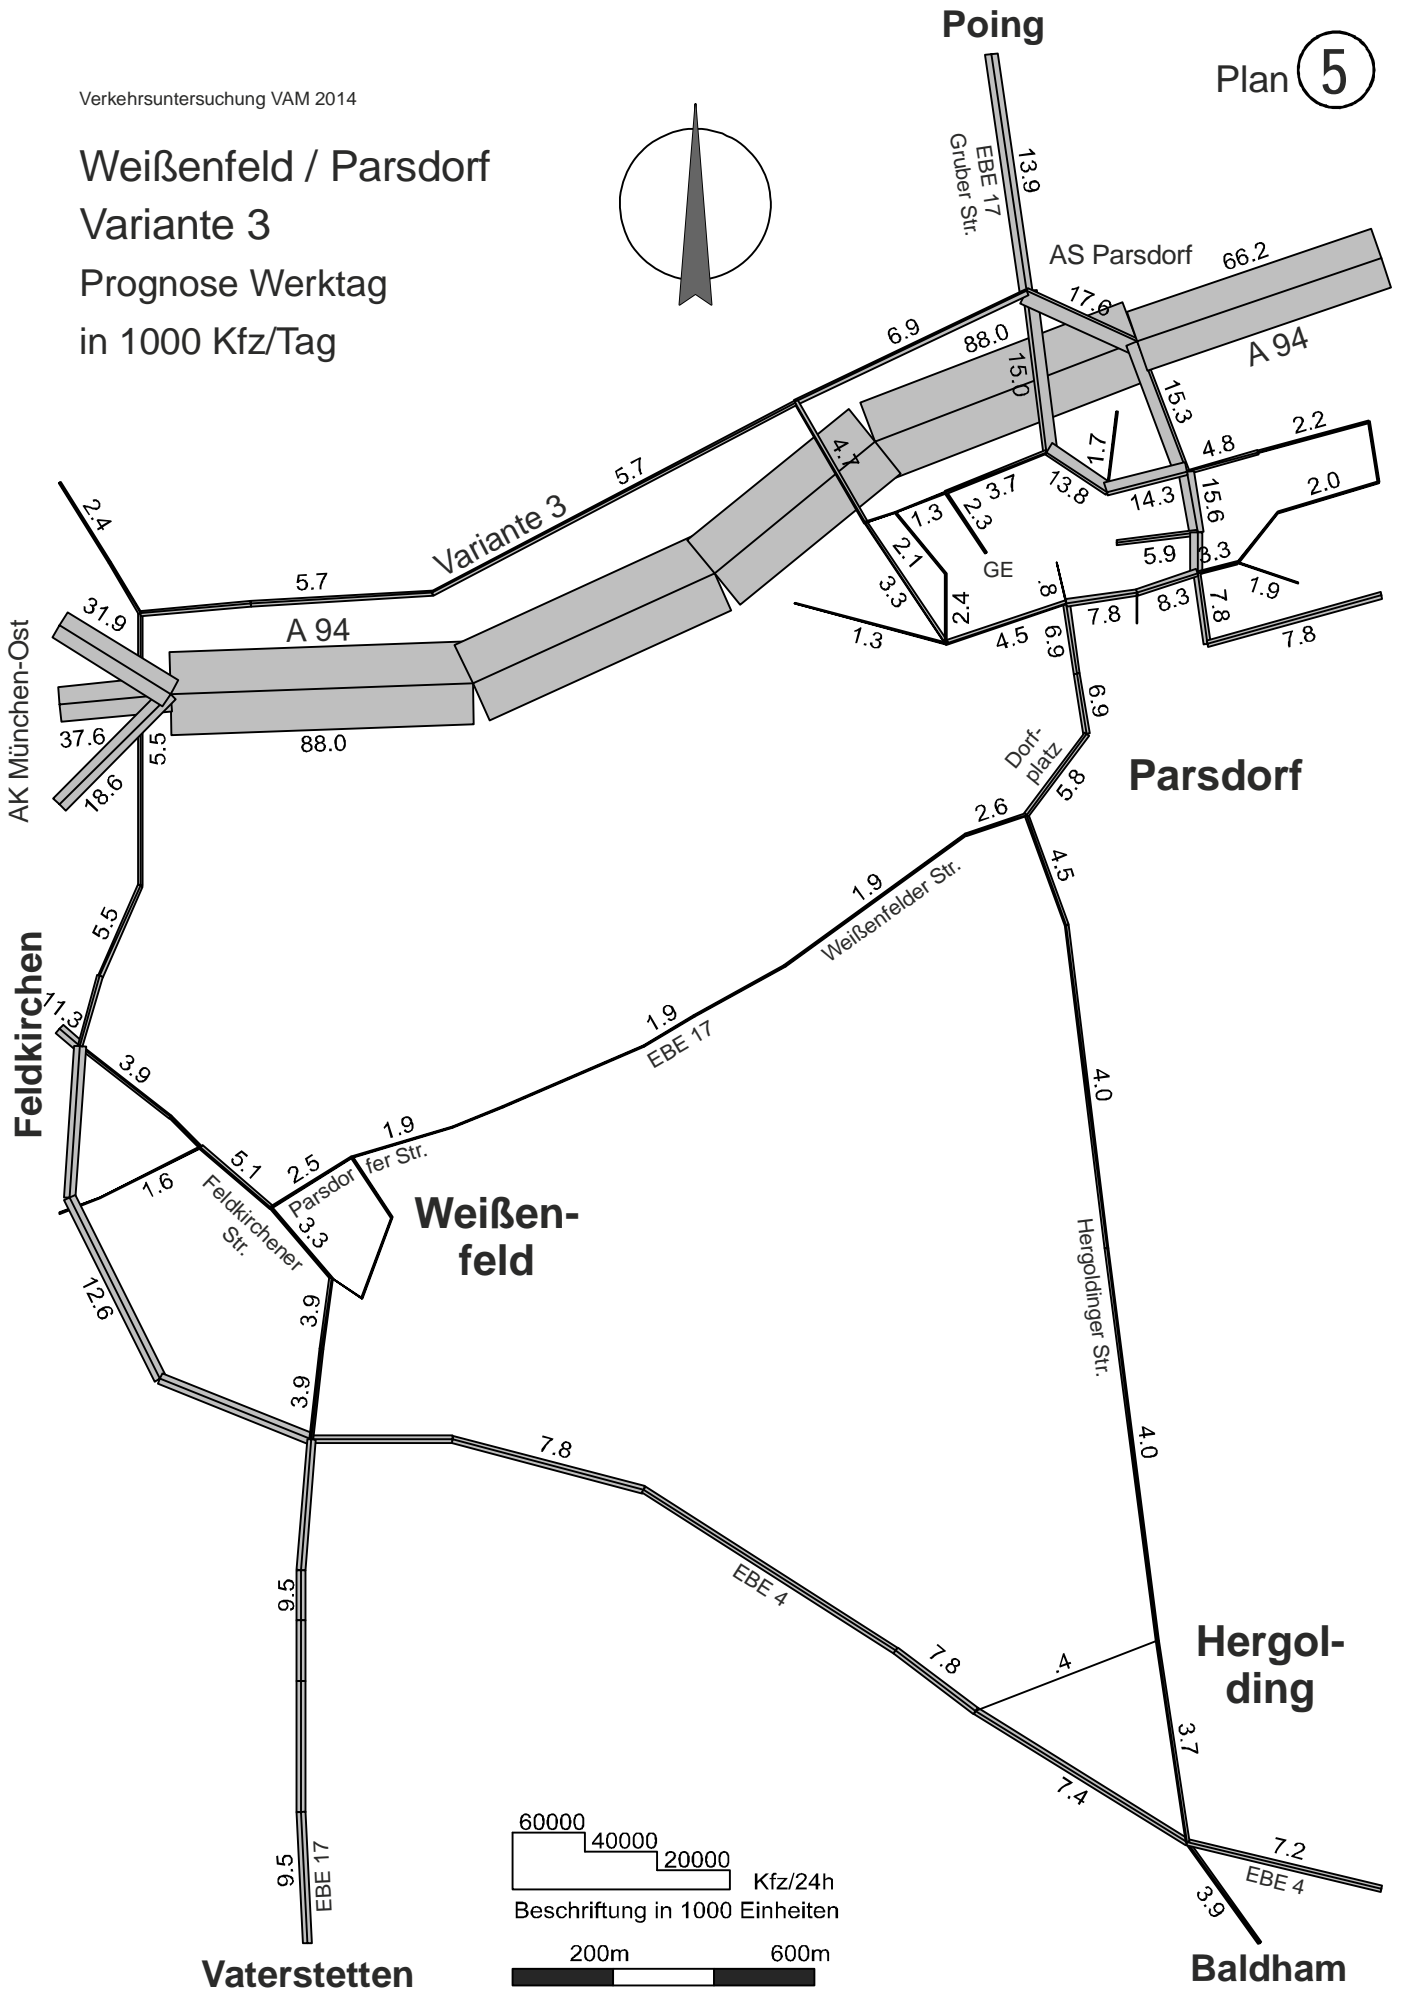 Poing
Plan 5
Verkehrsuntersuchung VAM 2014
Weißenfeld / Parsdorf
Variante 3
Prognose Werktag
in 1000 Kfz/Tag
13.9
EBE 17
Gruber Str.
AS Parsdorf
66.2
17.6
6.9
88.0
A 94
15.0
15.3
2.2
4.7
1.7
4.8
5.7
3.7
13.8
14.3
15.6
2.0
2.4
Variante 3
1.3
2.3
2.1
5.9
3.3
GE
5.7
3.3
.8
1.9
31.9
A 94
2.4
7.8
8.3
7.8
1.3
4.5
6.9
7.8
AK München-Ost
37.6
5.5
88.0
6.9
18.6
Dorf-
platz
5.8
Parsdorf
2.6
4.5
1.9
Weißenfelder Str.
5.5
Feldkirchen
11.3
1.9
EBE 17
3.9
4.0
1.9
5.1
2.5
Parsdor fer Str.
1.6
Feldkirchener
Str.
3.3
Weißen-
feld
Hergoldinger Str.
12.6
3.9
3.9
7.8
4.0
EBE 4
9.5
7.8
.4
Hergol-
ding
3.7
7.4
60000
40000
20000
Kfz/24h
Beschriftung in 1000 Einheiten
9.5
EBE 17
7.2
EBE 4
3.9
200m
600m
Vaterstetten
Baldham